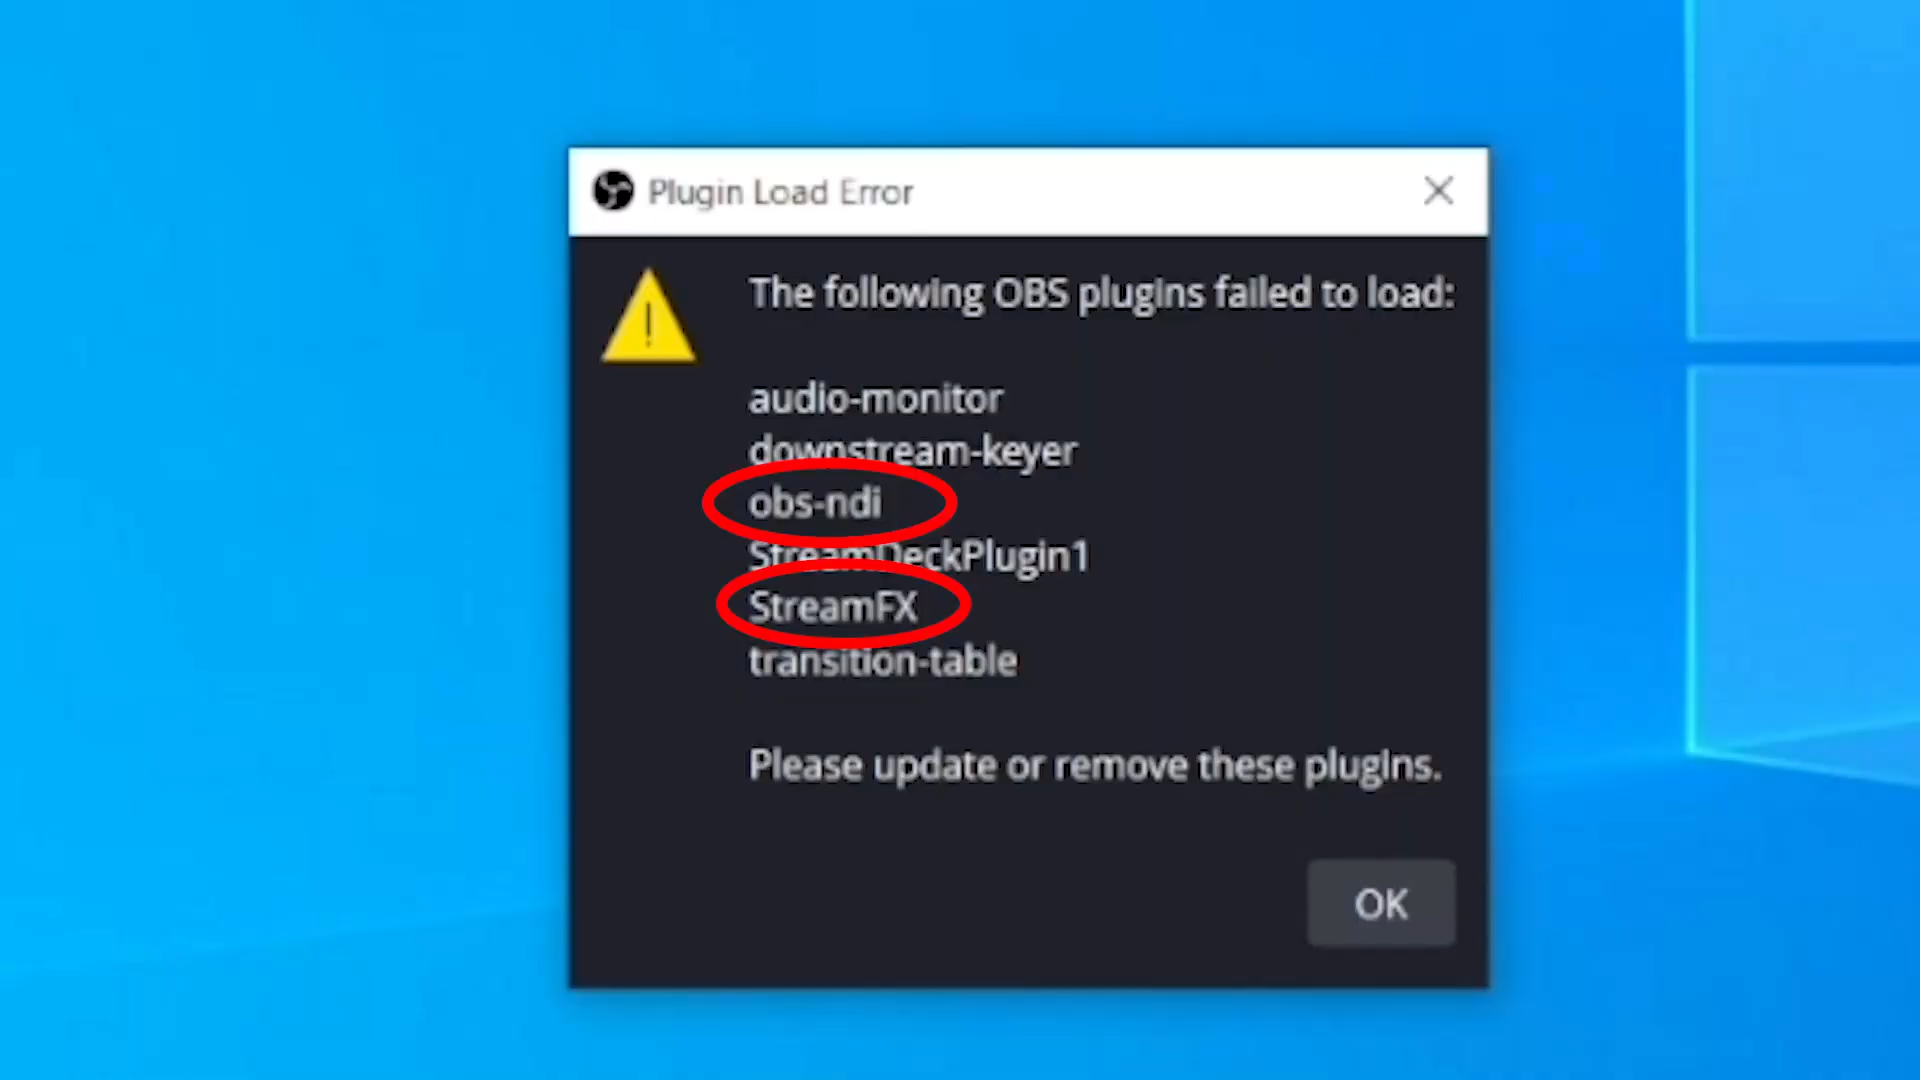 Plugin Load Error
The following OBS plugins failed to load:
audio-monitor
downstream-keyer
obs-ndi
StreamDeckPlugin1
StreamFX
transition-table
Please update or remove these plugins.
OK